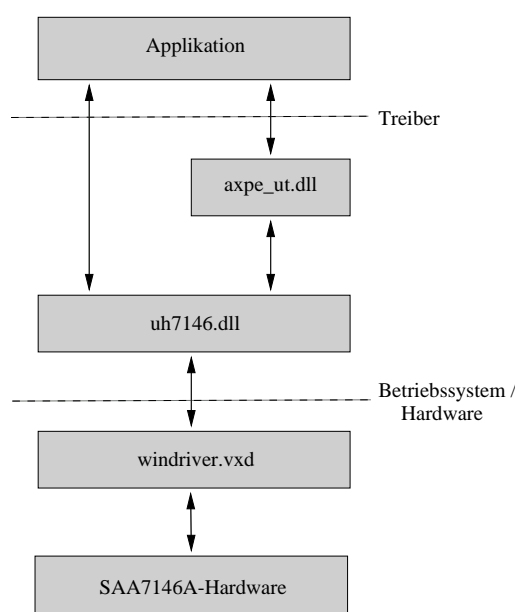 Applikation
Treiber
axpe_ut.dll
uh7146.dll
Betriebssystem /
Hardware
windriver.vxd
SAA7146A-Hardware